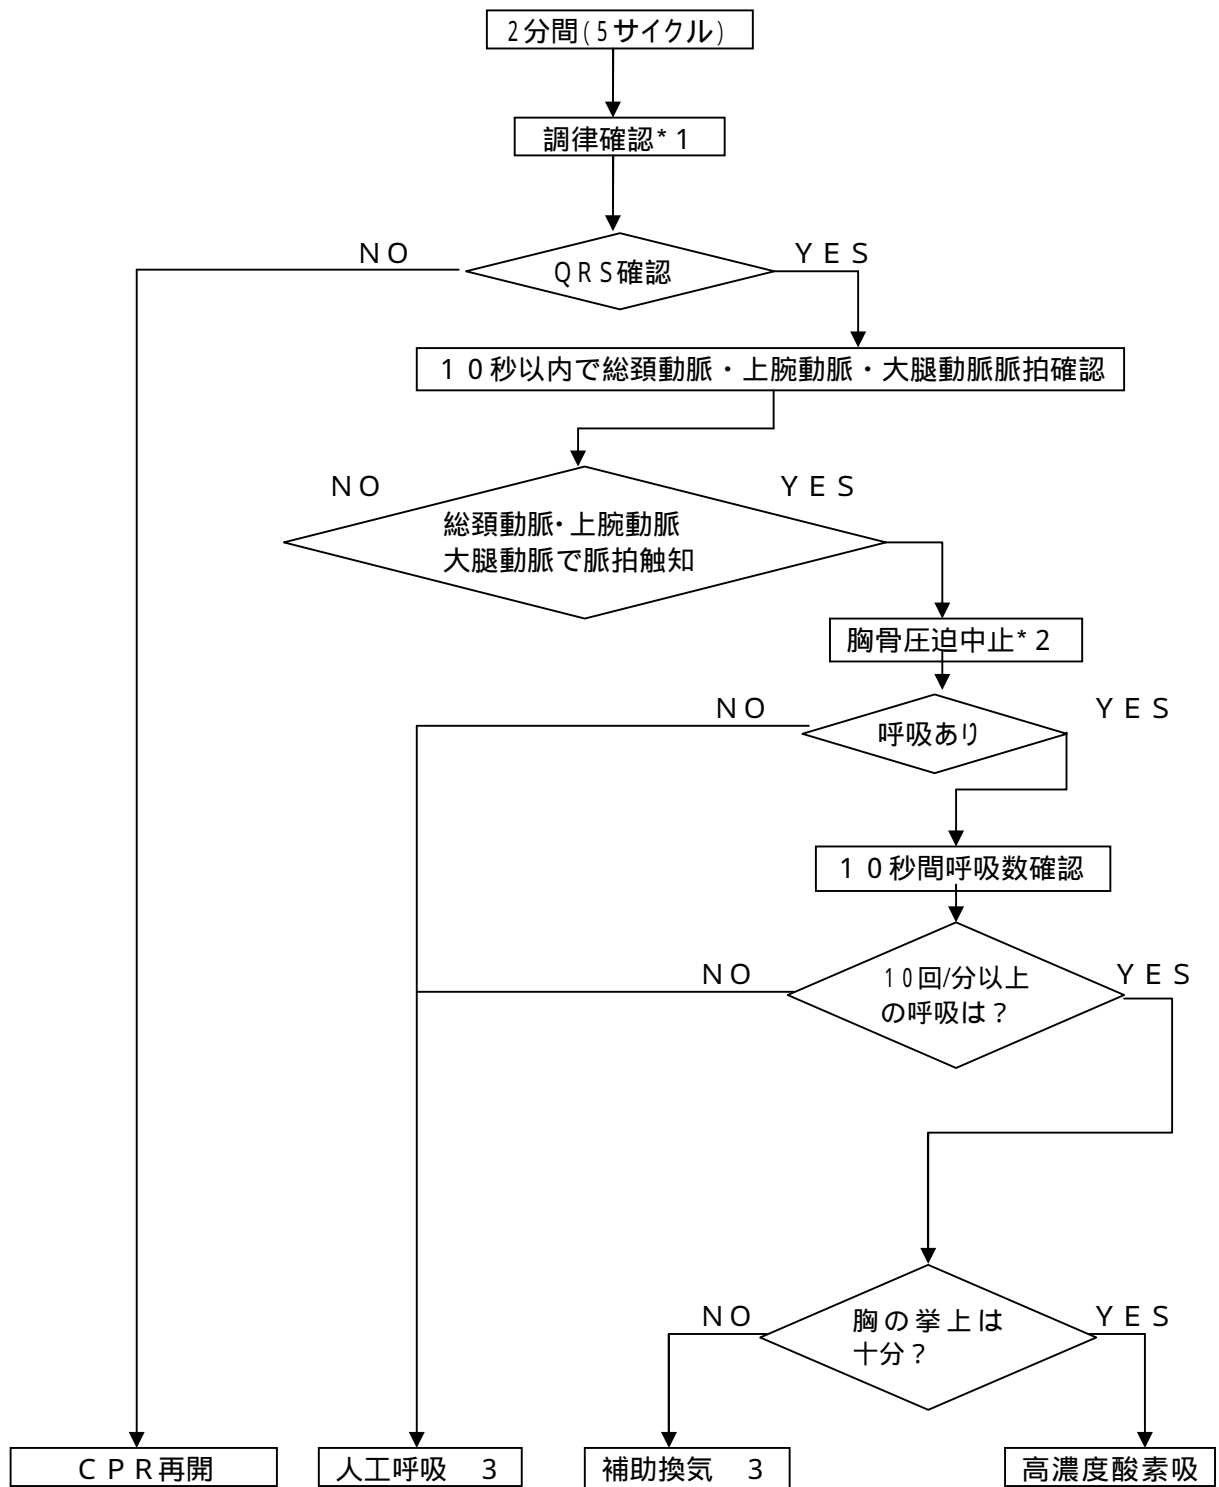 2分間(5サイクル)
調律確認*1
NO
YES
QRS確認
10秒以内で総頚動脈・上腕動脈・大腿動脈脈拍確認
NO
YES
総頚動脈・上腕動脈
大腿動脈で脈拍触知
胸骨圧迫中止*2
NO
YES
呼吸あり
10秒間呼吸数確認
NO
YES
10回/分以上
の呼吸は?
NO
YES
胸の挙上は
十分?
CPR再開
人工呼吸 3
補助換気 3
高濃度酸素吸